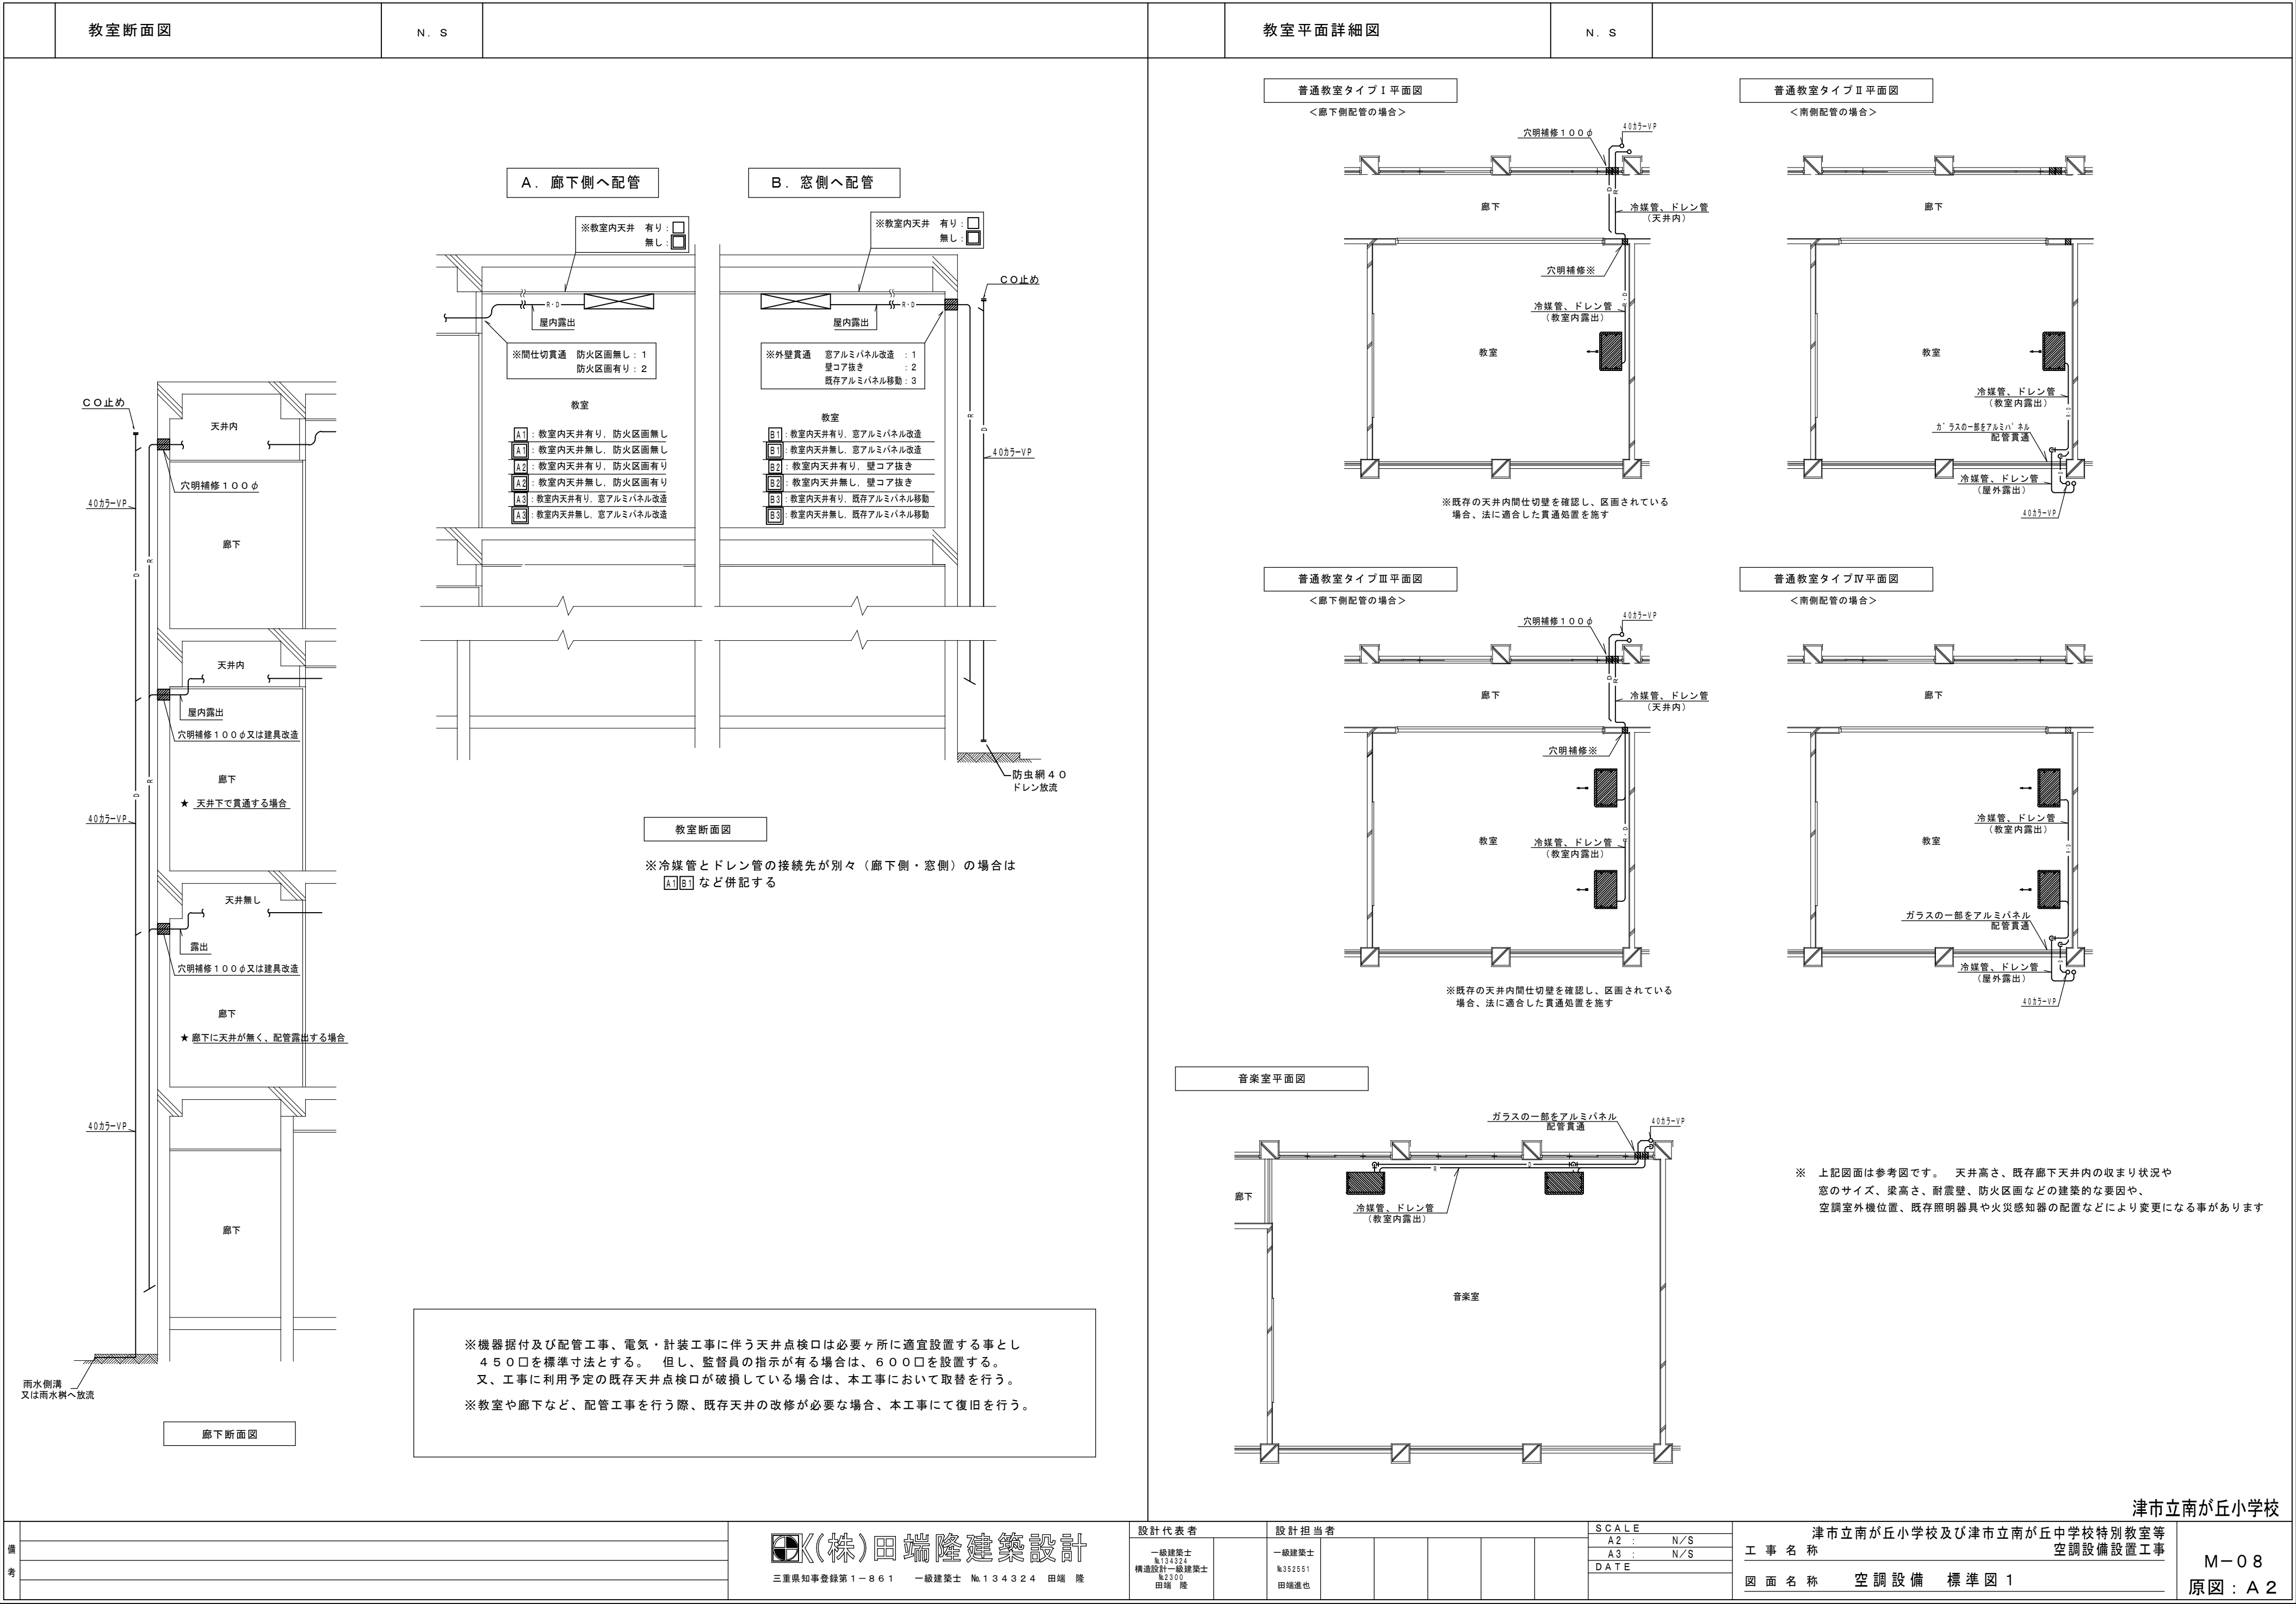 教室断面図
N．S
教室平面詳細図
N．S
A．廊下側へ配管
B．窓側へ配管
※教室内天井　有り：□
無し：
※教室内天井　有り：□
無し：
R・D
屋内露出
R・D
屋内露出
CO止め
※間仕切貫通　防火区画無し：1
防火区画有り：2
※外壁貫通　窓アルミパネル改造　：1
壁コア抜き　：2
既存アルミパネル移動：3
教室
A1：教室内天井有り，防火区画無し
A1：教室内天井無し，防火区画無し
A2：教室内天井有り，防火区画有り
A2：教室内天井無し，防火区画有り
A3：教室内天井有り，窓アルミパネル改造
A3：教室内天井無し，窓アルミパネル改造
教室
B1：教室内天井有り，窓アルミパネル改造
B1：教室内天井無し，窓アルミパネル改造
B2：教室内天井有り，壁コア抜き
B2：教室内天井無し，壁コア抜き
B3：教室内天井有り，既存アルミパネル移動
B3：教室内天井無し，既存アルミパネル移動
R
D
40カラーVP
防虫網40
ドレン放流
教室断面図
※冷媒管とドレン管の接続先が別々（廊下側・窓側）の場合は
A1B1など併記する
CO止め
天井内
穴明補修100φ
40カラーVP
廊下
R
D
天井内
屋内露出
穴明補修100φ又は建具改造
廊下
★　天井下で貫通する場合
R
D
40カラーVP
天井無し
露出
穴明補修100φ又は建具改造
廊下
★ 廊下に天井が無く、配管露出する場合
40カラーVP
廊下
雨水側溝
又は雨水桝へ放流
廊下断面図
※機器据付及び配管工事、電気・計装工事に伴う天井点検口は必要ヶ所に適宜設置する事とし
４５０□を標準寸法とする。　但し、監督員の指示が有る場合は、６００□を設置する。
又、工事に利用予定の既存天井点検口が破損している場合は、本工事において取替を行う。
※教室や廊下など、配管工事を行う際、既存天井の改修が必要な場合、本工事にて復旧を行う。
普通教室タイプⅠ平面図
＜廊下側配管の場合＞
穴明補修１００φ
40カラーVP
廊下
D
R
冷媒管、ドレン管
（天井内）
穴明補修※
冷媒管、ドレン管
（教室内露出）
R・D
教室
※既存の天井内間仕切壁を確認し、区画されている
場合、法に適合した貫通処置を施す
普通教室タイプⅡ平面図
＜南側配管の場合＞
廊下
教室
冷媒管、ドレン管
（教室内露出）
R・D
ガラスの一部をアルミパネル
配管貫通
冷媒管、ドレン管
（屋外露出）
40カラーVP
普通教室タイプⅢ平面図
＜廊下側配管の場合＞
穴明補修１００φ
40カラーVP
廊下
D
R
冷媒管、ドレン管
（天井内）
穴明補修※
教室
冷媒管、ドレン管
（教室内露出）
R・D
※既存の天井内間仕切壁を確認し、区画されている
場合、法に適合した貫通処置を施す
普通教室タイプⅣ平面図
＜南側配管の場合＞
廊下
冷媒管、ドレン管
（教室内露出）
教室
R・D
ガラスの一部をアルミパネル
配管貫通
冷媒管、ドレン管
（屋外露出）
40カラーVP
音楽室平面図
ガラスの一部をアルミパネル
配管貫通
40カラーVP
R
D
廊下
冷媒管、ドレン管
（教室内露出）
音楽室
※　上記図面は参考図です。　天井高さ、既存廊下天井内の収まり状況や
窓のサイズ、梁高さ、耐震壁、防火区画などの建築的な要因や、
空調室外機位置、既存照明器具や火災感知器の配置などにより変更になる事があります
津市立南が丘小学校
備考
K(株)田端隆建築設計
三重県知事登録第１－８６１　一級建築士　№１３４３２４　田端　隆
設計代表者
一級建築士
№134324
構造設計一級建築士
№2300
田端　隆
設計担当者
一級建築士
№352551
田端進也
SCALE
A2：　N／S
A3：　N／S
DATE
工事名称
津市立南が丘小学校及び津市立南が丘中学校特別教室等
空調設備設置工事
図面名称　空調設備　標準図１
M－08
原図：A2